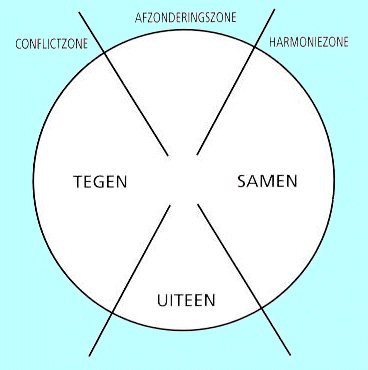 AFZONDERINGSZONE
CONFLICTZONE
HARMONIEZONE
TEGEN
SAMEN
UITEEN